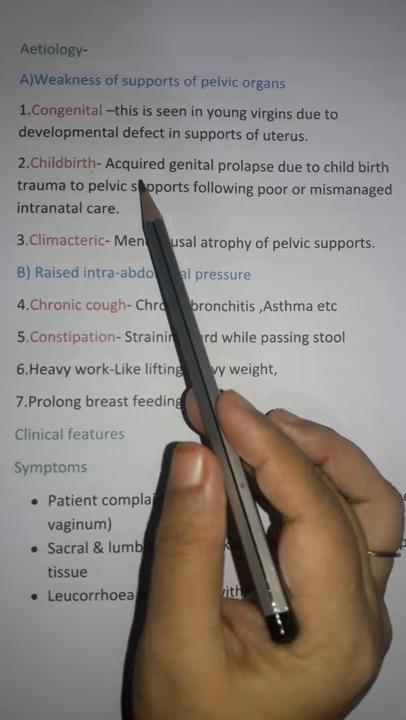 Aetiology-
A)Weakness of supports of pelvic organs
1.Congenital –this is seen in young virgins due to
developmental defect in supports of uterus.
2.Childbirth- Acquired genital prolapse due to child birth
trauma to pelvic supports following poor or mismanaged
intranatal care.
3.Climacteric- Men usal atrophy of pelvic supports.
B) Raised intra-abdo al pressure
4.Chronic cough- Chro bronchitis ,Asthma etc
5.Constipation- Strainin rd while passing stool
6.Heavy work-Like lifting vy weight,
7.Prolong breast feeding
Clinical features
Symptoms
• Patient complai
vaginum)
• Sacral & lumb
tissue
• Leucorrhoea with